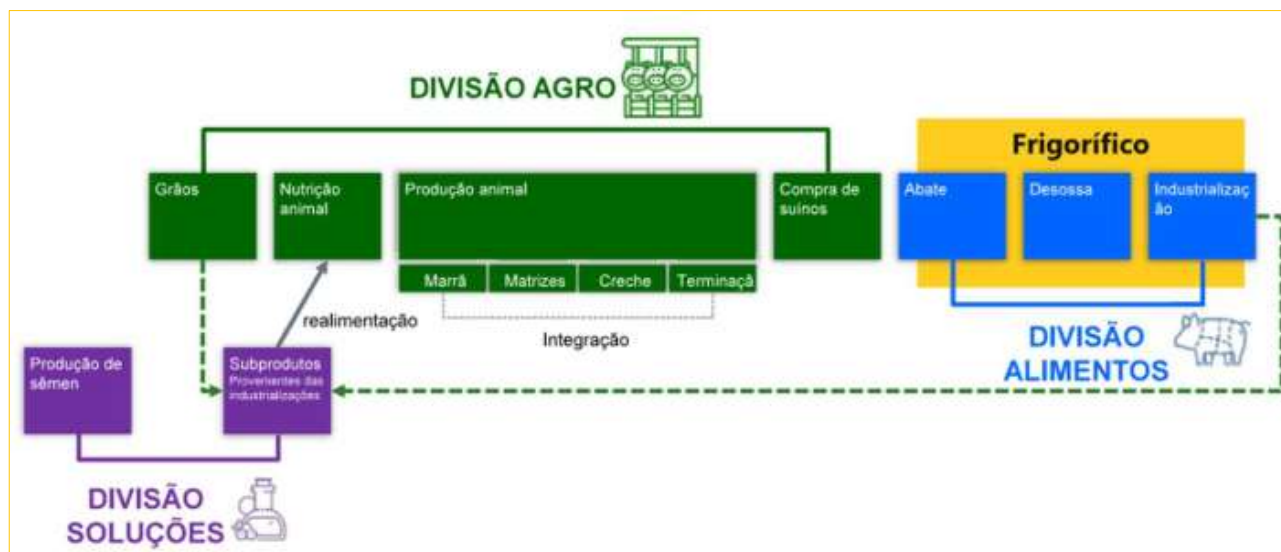 DIVISÃO AGRO
Frigorífico
Grãos
Nutrição
animal
Produção animal
Compra de
suínos
Abate
Desossa
Industrializaç
ão
Marrã
Matrizes
Creche
Terminaçã
realimentação
Integração
DIVISÃO
ALIMENTOS
Produção de
sêmen
Subprodutos
Provenientes das
industrializações
DIVISÃO
SOLUÇÕES